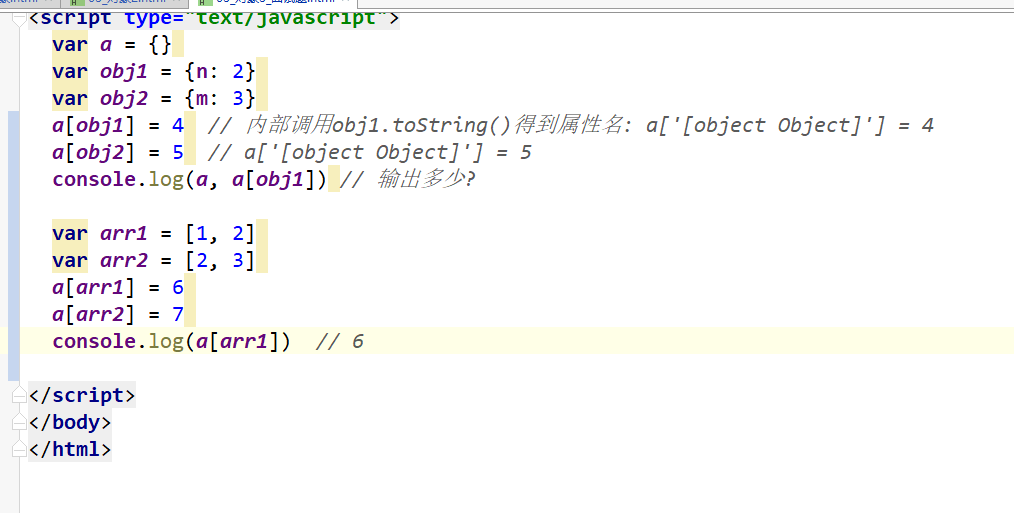 <script type="text/javascript">
var a = {}
var obj1 = {n: 2}
var obj2 = {m: 3}
a[obj1] = 4 // 内部调用obj1.toString()得到属性名: a['[object Object]'] = 4
a[obj2] = 5 // a['[object Object]'] = 5
console.log(a, a[obj1]) // 输出多少?
var arr1 = [1, 2]
var arr2 = [2, 3]
a[arr1] = 6
a[arr2] = 7
console.log(a[arr1]) // 6
</script>
</body>
</html>